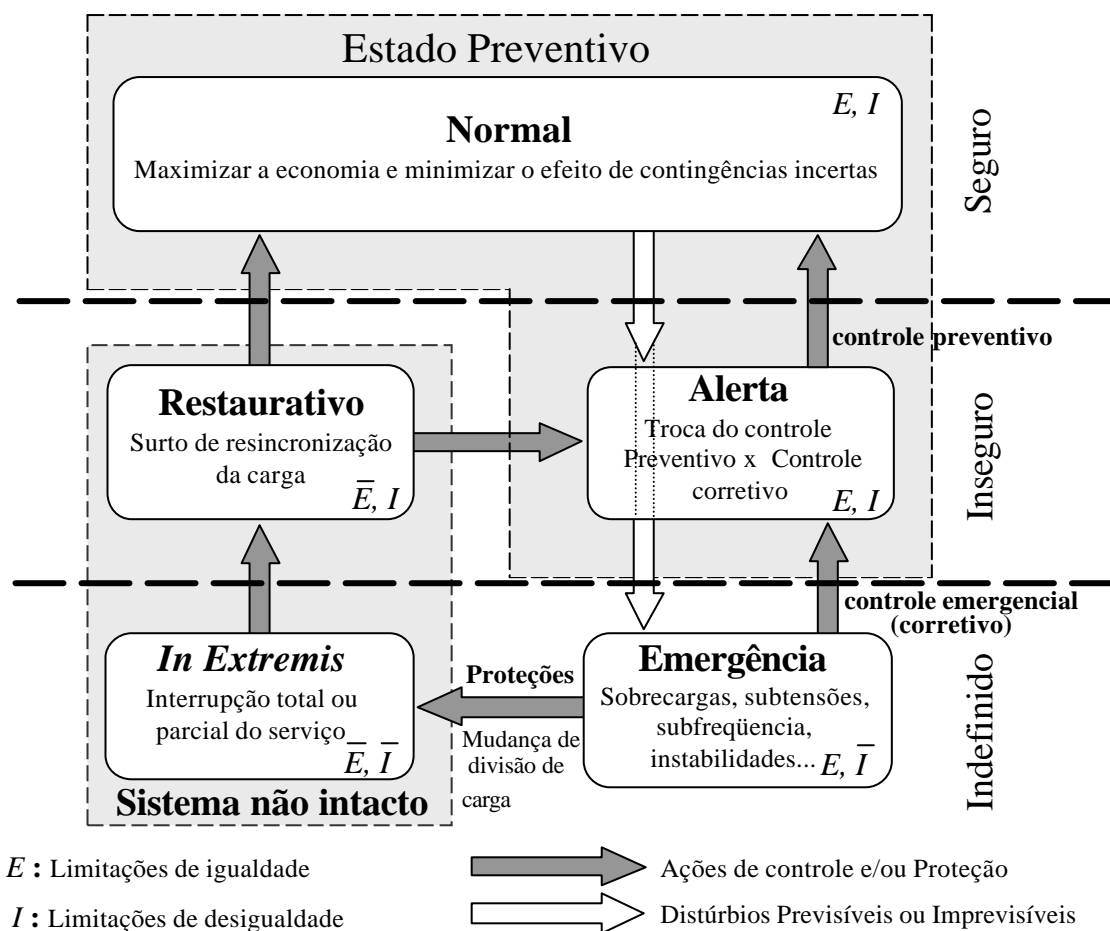 Estado Preventivo
E, I
Normal
Maximizar a economia e minimizar o efeito de contingências incertas
Seguro
controle preventivo
Restaurativo
Surto de resincronização
da carga
E̅, I
Alerta
Troca do controle
Preventivo x Controle
corretivo
E, I
Inseguro
controle emergencial
(corretivo)
In Extremis
Interrupção total ou
parcial do serviço
E̅, I̅
Sistema não intacto
Proteções
Mudança de
divisão de
carga
Emergência
Sobrecargas, subtensões,
subfreqüencia,
instabilidades...
E, I̅
Indefinido
E : Limitações de igualdade
Ações de controle e/ou Proteção
I : Limitações de desigualdade
Distúrbios Previsíveis ou Imprevisíveis